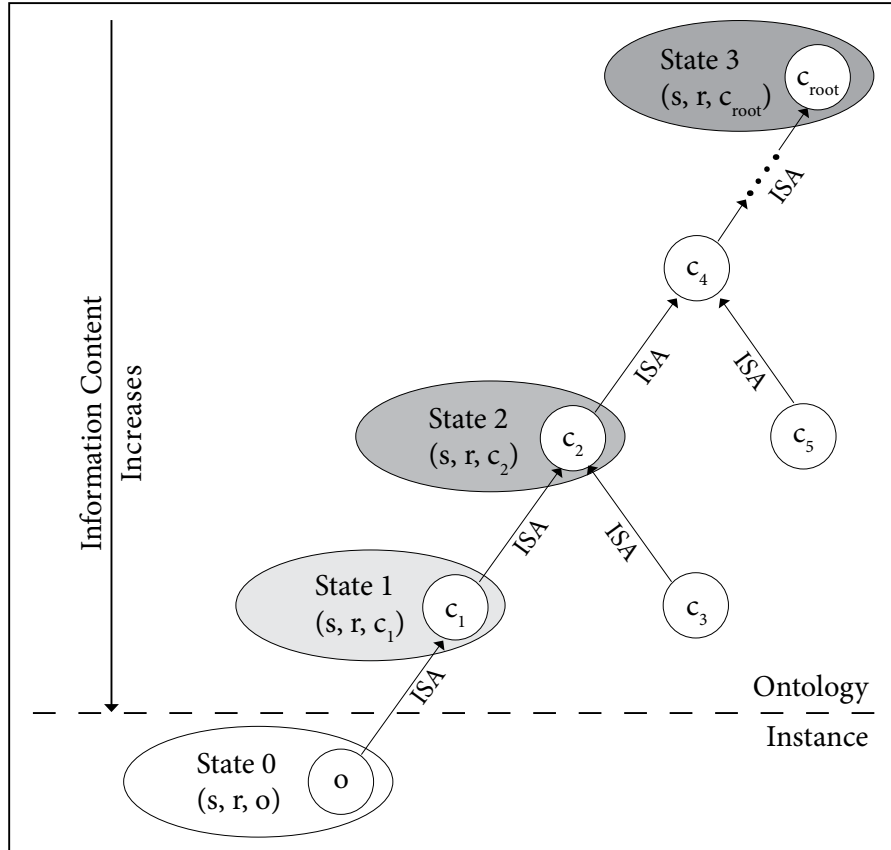 State 3
(s, r, c_root)
c_root
ISA
c_4
ISA
ISA
Information Content
Increases
State 2
(s, r, c_2)
c_2
c_5
ISA
ISA
State 1
(s, r, c_1)
c_1
c_3
ISA
Ontology
Instance
State 0
(s, r, o)
o